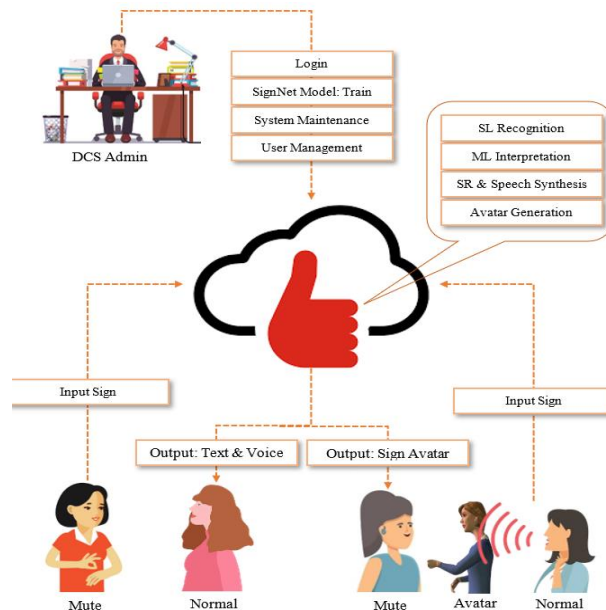 Login
SignNet Model: Train
System Maintenance
User Management
DCS Admin
SL Recognition
ML Interpretation
SR & Speech Synthesis
Avatar Generation
Input Sign
Input Sign
Output: Text & Voice
Output: Sign Avatar
Mute
Normal
Mute
Avatar
Normal